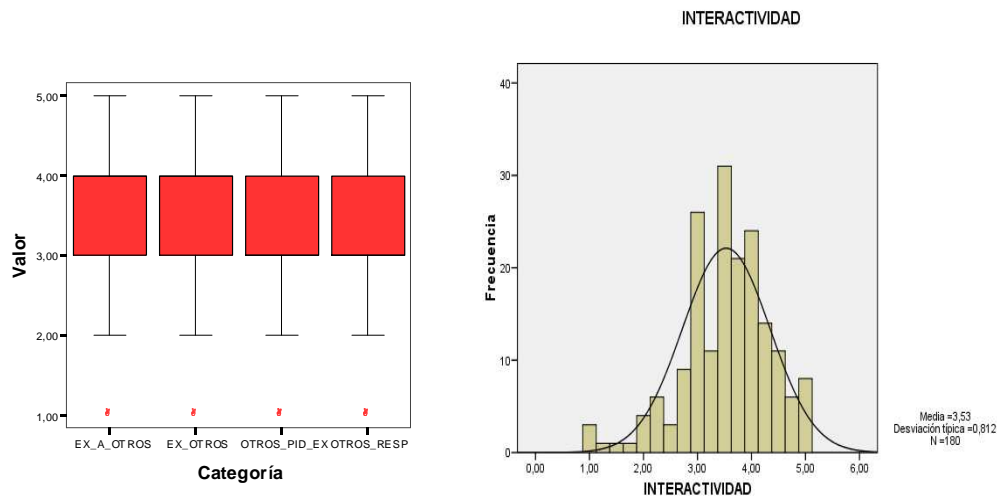 INTERACTIVIDAD
5,00
4,00
3,00
2,00
1,00
Valor
EX_A_OTROS EX_OTROS OTROS_PID_EX OTROS_RESP
Categoría
40
30
20
10
0
Frecuencia
0,00 1,00 2,00 3,00 4,00 5,00 6,00
INTERACTIVIDAD
Media =3,53
Desviación típica =0,812
N =180